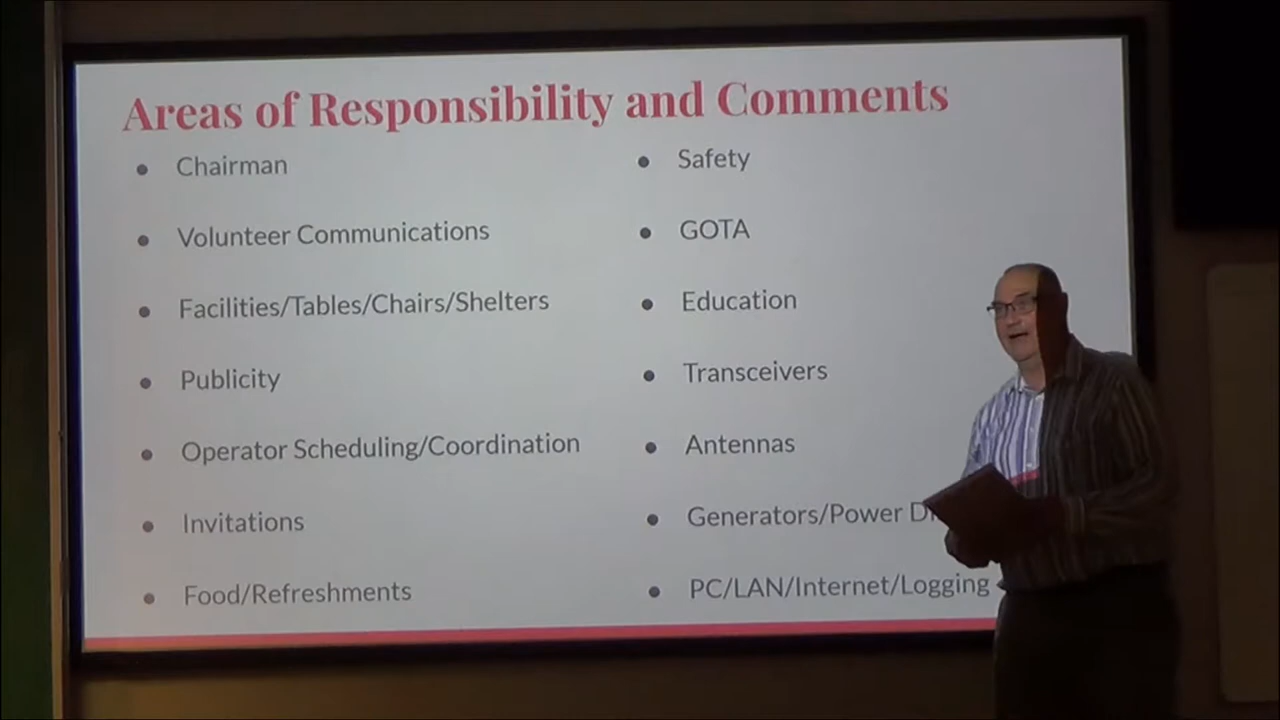 Areas of Responsibility and Comments
Chairman
Volunteer Communications
Facilities/Tables/Chairs/Shelters
Publicity
Operator Scheduling/Coordination
Invitations
Food/Refreshments
Safety
GOTA
Education
Transceivers
Antennas
Generators/Power
PC/LAN/Internet/Logging